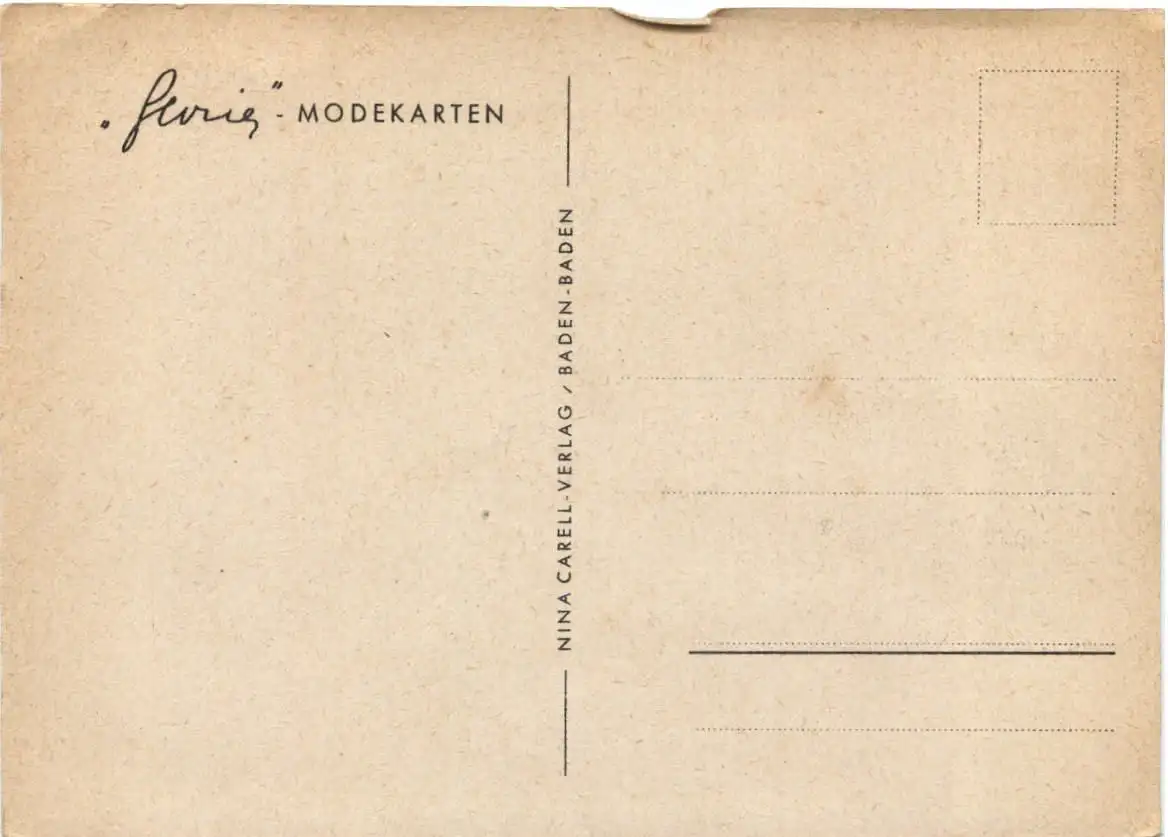 - MODEKARTEN
NINA CARELL-VERLAG / BADEN-BADEN